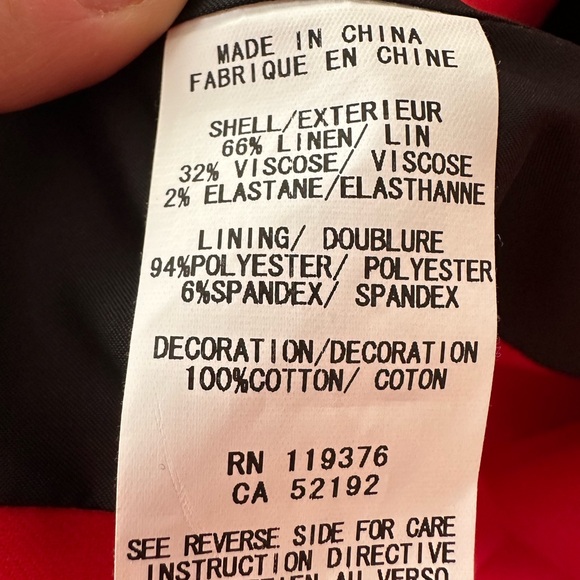 MADE IN CHINA
FABRIQUE EN CHINE
SHELL/EXTERIEUR
66% LINEN/ LIN
32% VISCOSE/ VISCOSE
2% ELASTANE/ELASTHANNE
LINING/ DOUBLURE
94%POLYESTER/ POLYESTER
6%SPANDEX/ SPANDEX
DECORATION/DECORATION
100%COTTON/ COTON
RN 119376
CA 52192
SEE REVERSE SIDE FOR CARE
INSTRUCTION DIRECTIVE
AU VERSO